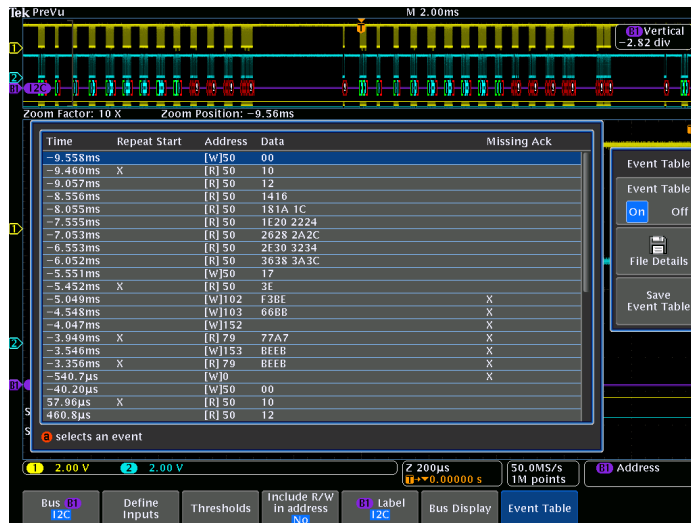 Tek PreVu M 2.00ms
B1 Vertical
-2.82 div
1
2
B1 I2C
Zoom Factor: 10 X Zoom Position: -9.56ms
Time Repeat Start Address Data Missing Ack
-9.558ms [W]50 00
-9.460ms X [R] 50 10
-9.057ms [R] 50 12
-8.556ms [R] 50 1416
-8.055ms [R] 50 181A 1C
-7.555ms [R] 50 1E20 2224
-7.053ms [R] 50 2628 2A2C
-6.553ms [R] 50 2E30 3234
-6.052ms [R] 50 3638 3A3C
-5.551ms [W]50 17
-5.452ms X [R] 50 3E
-5.049ms [W]102 F3BE X
-4.548ms [W]103 66BB X
-4.047ms [W]152 X
-3.949ms X [R] 79 77A7 X
-3.546ms [W]153 BEEB X
-3.356ms X [R] 79 BEEB X
-540.7µs [W]0 X
-40.20µs [W]50 00
57.96µs X [R] 50 10
460.8µs [R] 50 12
a selects an event
Event Table
Event Table
On Off
File Details
Save
Event Table
1
2
B1
S
S
1 2.00 V 2 2.00 V
Z 200µs
T→▼0.00000 s
50.0MS/s
1M points
B1 Address
Bus B1
I2C
Define
Inputs
Thresholds
Include R/W
in address
No
B1 Label
I2C
Bus Display
Event Table